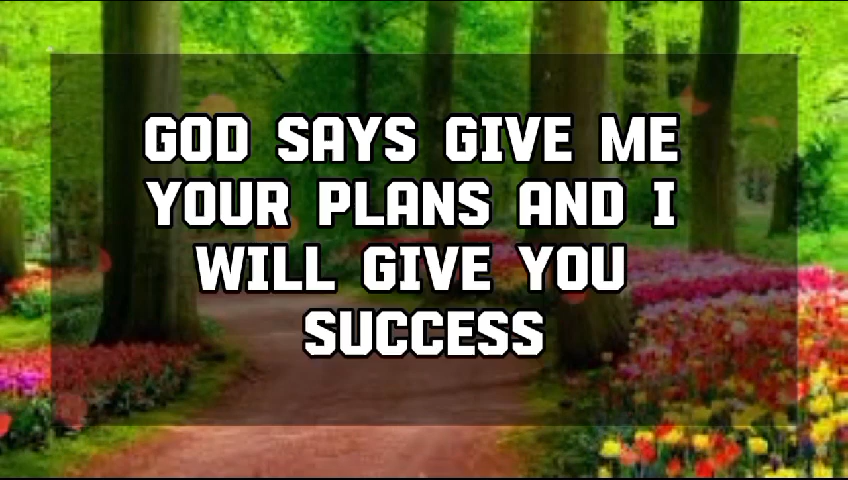 GOD SAYS GIVE ME
YOUR PLANS AND I
WILL GIVE YOU
SUCCESS